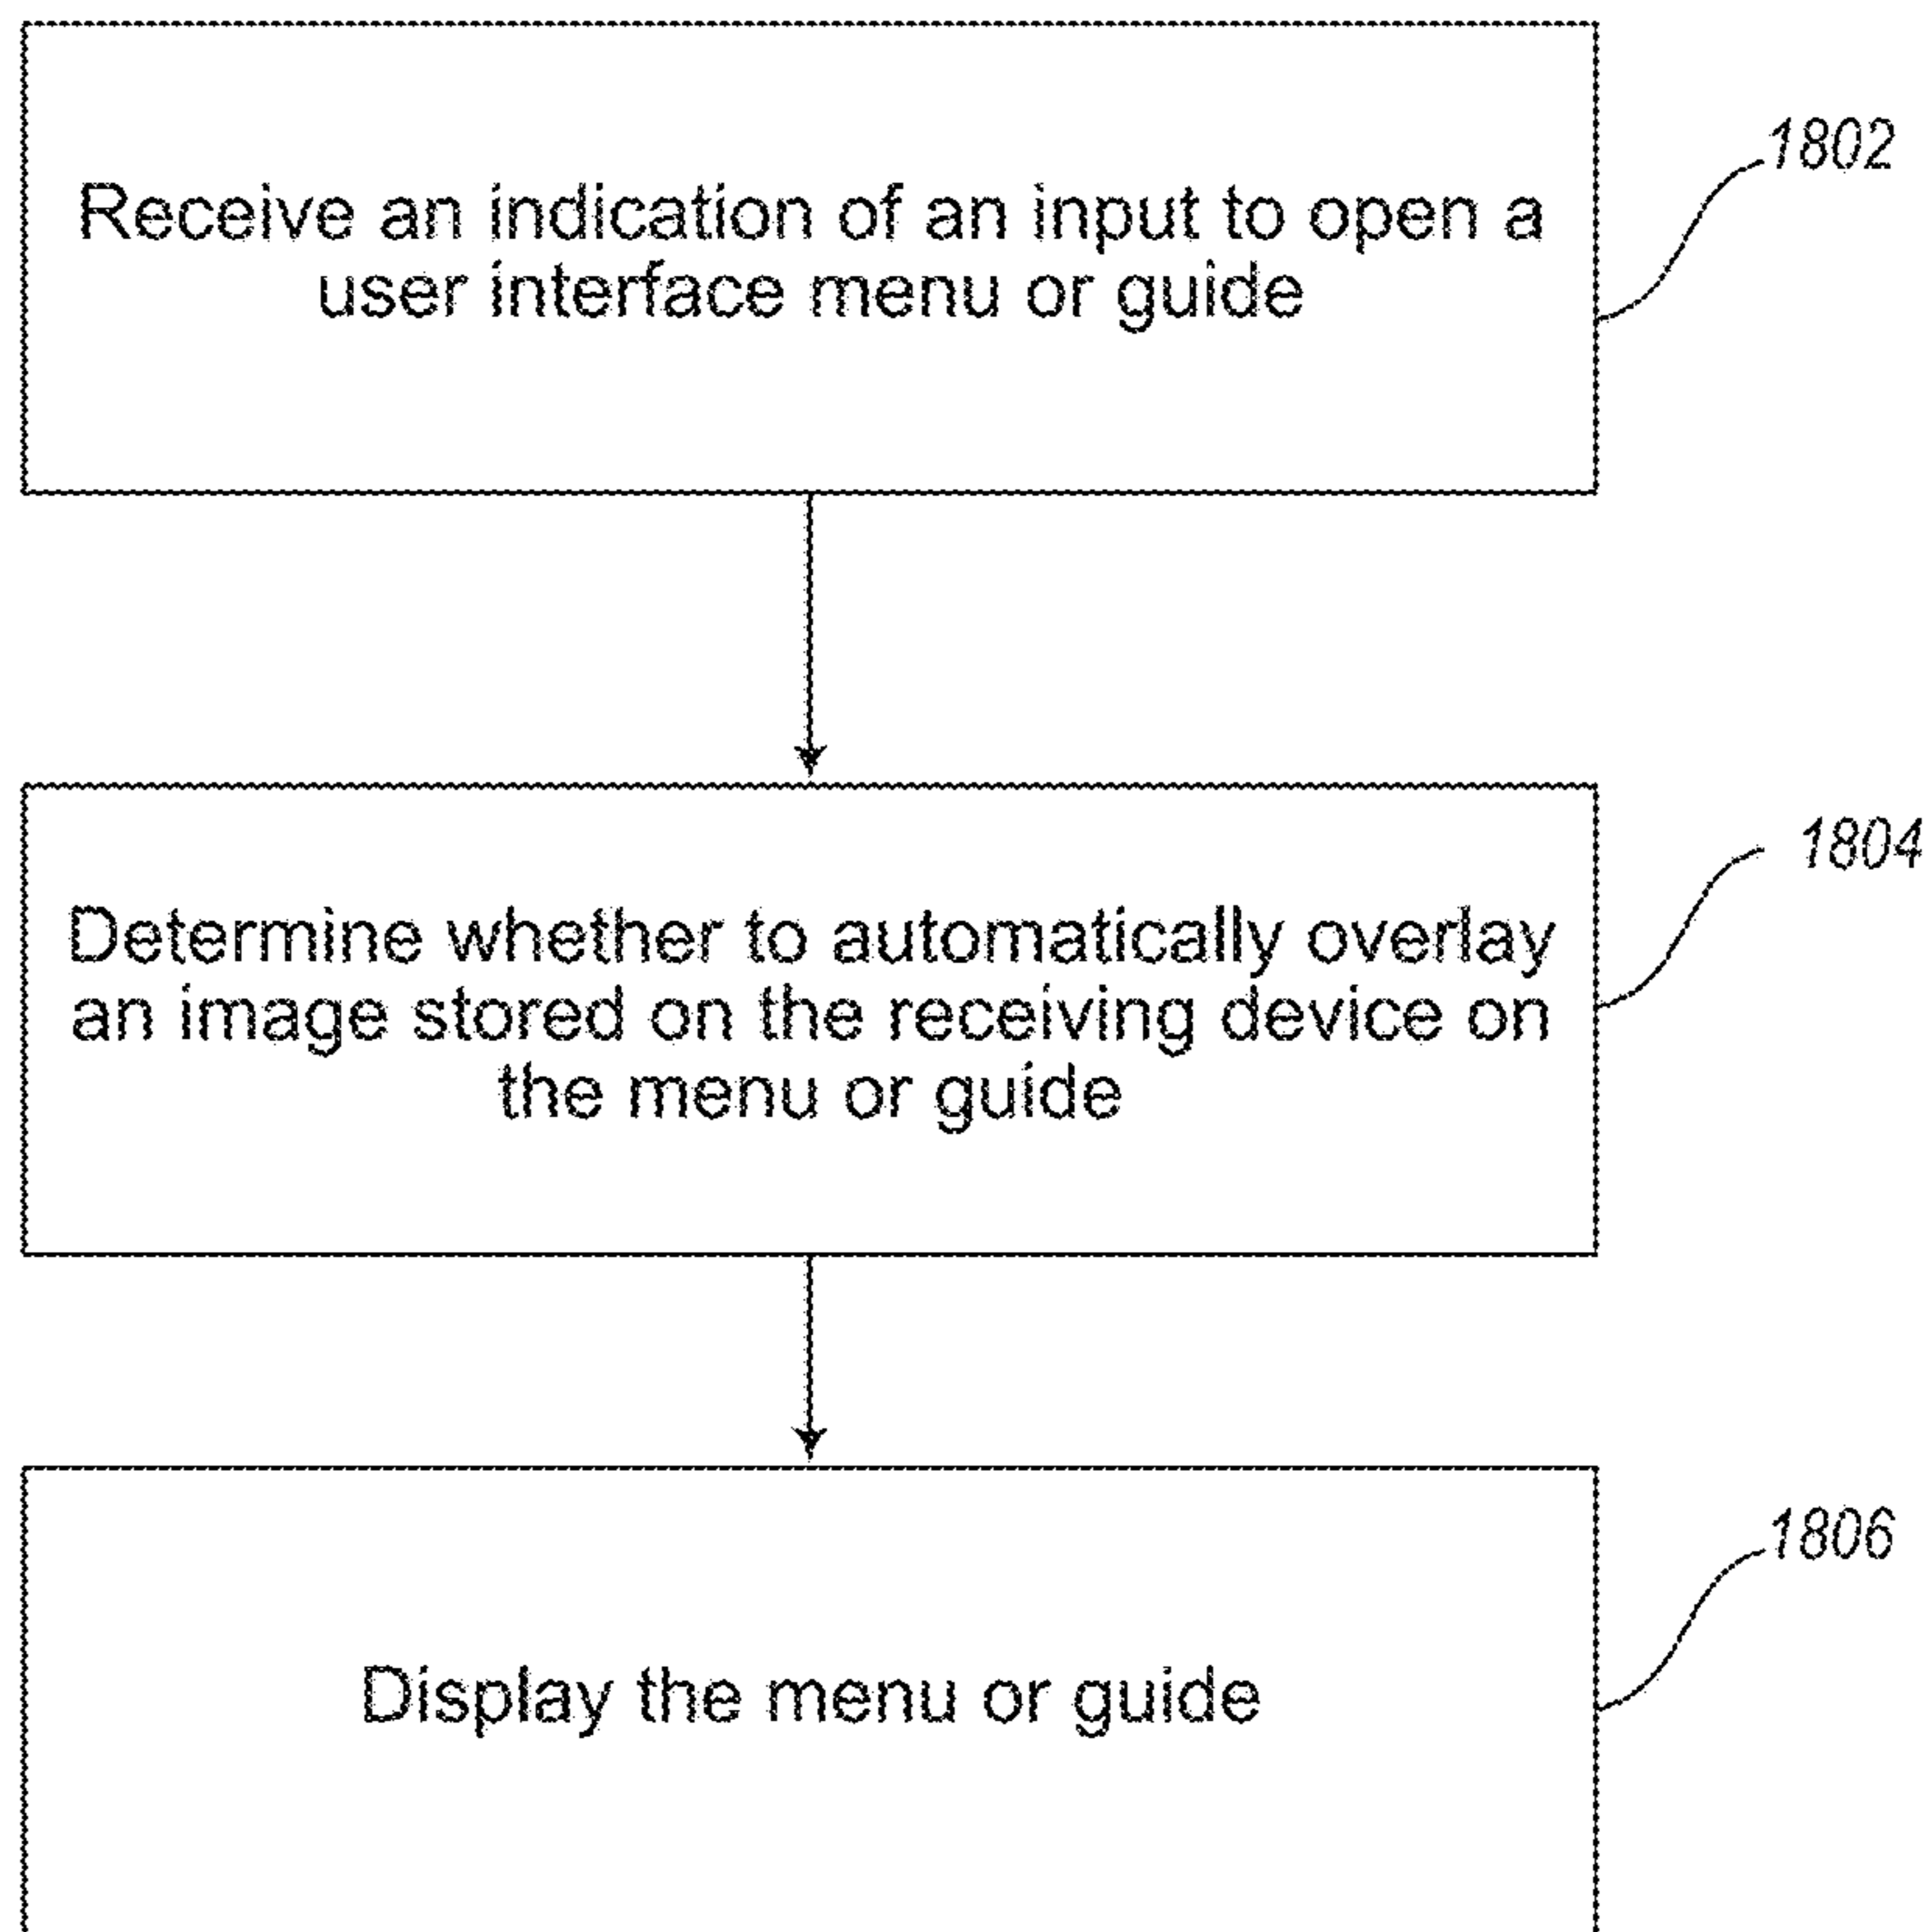 1802
Receive an indication of an input to open a
user interface menu or guide
1804
Determine whether to automatically overlay
an image stored on the receiving device on
the menu or guide
1806
Display the menu or guide